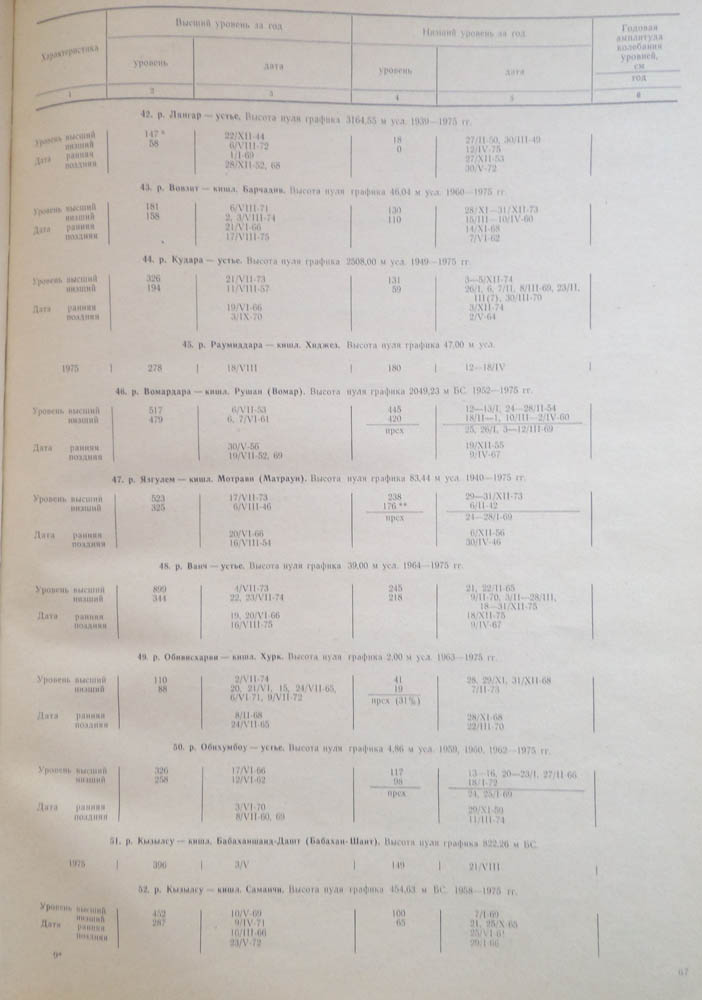 Характеристика | Высший уровень за год | Низший уровень за год | Годовая амплитуда колебания уровней, см
уровень | дата | уровень | дата | год
1 | 2 | 3 | 4 | 5 | 6
42. р. Лянгар — устье. Высота нуля графика 3164,55 м усл. 1939—1975 гг.
Уровень высший | 147 * | 22/XII-44 | 18 | 27/II-50, 30/III-49
низший | 58 | 6/VIII-72 | 0 | 12/IV-75
Дата ранняя | 1/I-69 | 27/XII-53
поздняя | 28/XII-52, 68 | 30/V-72
43. р. Вовзит — кишл. Барчадив. Высота нуля графика 46,04 м усл. 1960—1975 гг.
Уровень высший | 181 | 6/VIII-71 | 130 | 28/XI—31/XII-73
низший | 158 | 2, 3/VIII-74 | 110 | 15/III—10/IV-60
Дата ранняя | 21/VI-66 | 14/XI-68
поздняя | 17/VIII-75 | 7/VI-62
44. р. Кудара — устье. Высота нуля графика 2508,00 м усл. 1949—1975 гг.
Уровень высший | 326 | 21/VII-73 | 131 | 3—5/XII-74
низший | 194 | 11/VIII-57 | 59 | 26/I, 6, 7/II, 8/III-69, 23/II,
III(7), 30/III-70
Дата ранняя | 19/VI-66 | 3/XII-74
поздняя | 3/IX-70 | 2/V-64
45. р. Раумиддара — кишл. Хиджез. Высота нуля графика 47,00 м усл.
1975 | 278 | 18/VIII | 180 | 12—18/IV
46. р. Вомардара — кишл. Рушан (Вомар). Высота нуля графика 2049,23 м БС. 1952—1975 гг.
Уровень высший | 517 | 6/VII-53 | 445 | 12—13/I, 24—28/II-54
низший | 479 | 6, 7/VI-61 | 420 | 18/II—1, 10/III—2/IV-60
прсх | 25, 26/I, 3—12/III-69
Дата ранняя | 30/V-56 | 19/XII-55
поздняя | 19/VII-52, 69 | 9/IV-67
47. р. Язгулем — кишл. Мотравн (Матраун). Высота нуля графика 83,44 м усл. 1940—1975 гг.
Уровень высший | 523 | 17/VII-73 | 238 | 29—31/XII-73
низший | 325 | 6/VIII-46 | 176 ** | 6/II-42
прсх | 24—28/I-69
Дата ранняя | 20/VI-66 | 6/XII-56
поздняя | 16/VIII-54 | 30/IV-46
48. р. Ванч — устье. Высота нуля графика 39,00 м усл. 1964—1975 гг.
Уровень высший | 899 | 4/VII-73 | 245 | 21, 22/II-65
низший | 344 | 22, 23/VII-74 | 218 | 9/II-70, 3/II—28/III,
18—31/XII-75
Дата ранняя | 19, 20/VI-66 | 18/XII-75
поздняя | 16/VIII-75 | 9/IV-67
49. р. Обивисхарви — кишл. Хурк. Высота нуля графика 2,00 м усл. 1963—1975 гг.
Уровень высший | 110 | 2/VII-74 | 41 | 28, 29/XI, 31/XII-68
низший | 88 | 20, 21/VI, 15, 24/VII-65, | 19 | 7/II-73
6/VI-71, 9/VII-72 | прсх (31%)
Дата ранняя | 8/II-68 | 28/XI-68
поздняя | 24/VII-65 | 22/III-70
50. р. Обихумбоу — устье. Высота нуля графика 4,86 м усл. 1959, 1960, 1962—1975 гг.
Уровень высший | 326 | 17/VI-66 | 117 | 13—16, 20—23/I, 27/II-66
низший | 258 | 12/VI-62 | 98 | 18/I-72
прсх | 24, 25/I-69
Дата ранняя | 3/VI-70 | 29/XI-59
поздняя | 8/VII-60, 69 | 11/III-74
51. р. Кызылсу — кишл. Бабаханшаид-Дашт (Бабахан-Шаит). Высота нуля графика 822,26 м БС.
1975 | 396 | 3/V | 149 | 21/VIII
52. р. Кызылсу — кишл. Саманчи. Высота нуля графика 454,63 м БС. 1958—1975 гг.
Уровень высший | 452 | 10/V-69 | 100 | 7/I-69
низший | 287 | 9/IV-71 | 65 | 21, 25/X-65
Дата ранняя | 16/III-66
поздняя | 23/V-72
9*
67